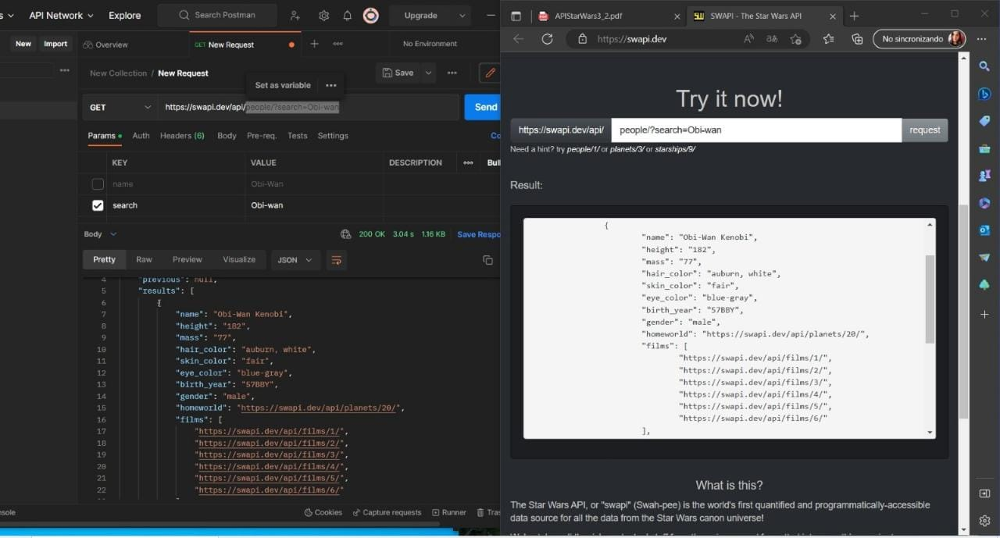 s
API Network
Explore
Search Postman
Upgrade
New
Import
Overview
GET New Request
No Environment
New Collection / New Request
Save
Set as variable
GET
https://swapi.dev/api/people/?search=Obi-wan
Send
Params
Auth
Headers (6)
Body
Pre-req.
Tests
Settings
Co
KEY
VALUE
DESCRIPTION
Bul
name
Obi-Wan
search
Obi-wan
Body
200 OK
3.04 s
1.16 KB
Save Respo
Pretty
Raw
Preview
Visualize
JSON
4 "previous": null,
5 "results": [
6 {
7 "name": "Obi-Wan Kenobi",
8 "height": "182",
9 "mass": "77",
10 "hair_color": "auburn, white",
11 "skin_color": "fair",
12 "eye_color": "blue-gray",
13 "birth_year": "57BBY",
14 "gender": "male",
15 "homeworld": "https://swapi.dev/api/planets/20/",
16 "films": [
17 "https://swapi.dev/api/films/1/",
18 "https://swapi.dev/api/films/2/",
19 "https://swapi.dev/api/films/3/",
20 "https://swapi.dev/api/films/4/",
21 "https://swapi.dev/api/films/5/",
22 "https://swapi.dev/api/films/6/"
nsole
Cookies
Capture requests
Runner
Tras
APIStarWars3_2.pdf
SWAPI - The Star Wars API
https://swapi.dev
No sincronizando
Try it now!
https://swapi.dev/api/
people/?search=Obi-wan
request
Need a hint? try people/1/ or planets/3/ or starships/9/
Result:
{
"name": "Obi-Wan Kenobi",
"height": "182",
"mass": "77",
"hair_color": "auburn, white",
"skin_color": "fair",
"eye_color": "blue-gray",
"birth_year": "57BBY",
"gender": "male",
"homeworld": "https://swapi.dev/api/planets/20/",
"films": [
"https://swapi.dev/api/films/1/",
"https://swapi.dev/api/films/2/",
"https://swapi.dev/api/films/3/",
"https://swapi.dev/api/films/4/",
"https://swapi.dev/api/films/5/",
"https://swapi.dev/api/films/6/"
],
What is this?
The Star Wars API, or "swapi" (Swah-pee) is the world's first quantified and programmatically-accessible
data source for all the data from the Star Wars canon universe!